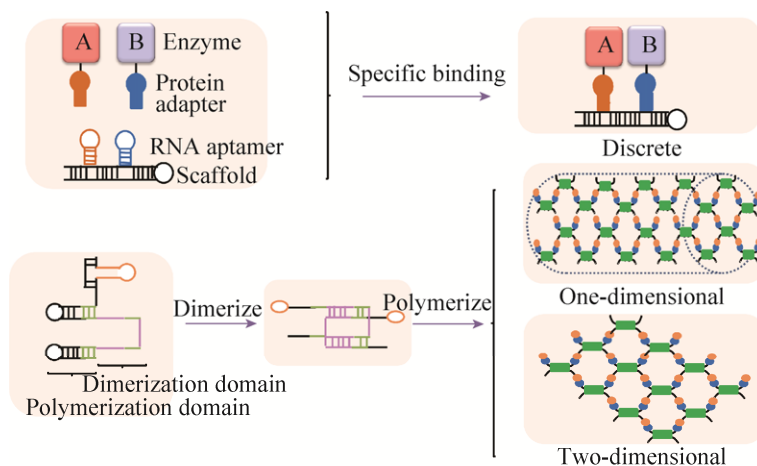 A B Enzyme
Protein
adapter
RNA aptamer
Scaffold
Specific binding
A B
Discrete
One-dimensional
Dimerize
Polymerize
Dimerization domain
Polymerization domain
Two-dimensional